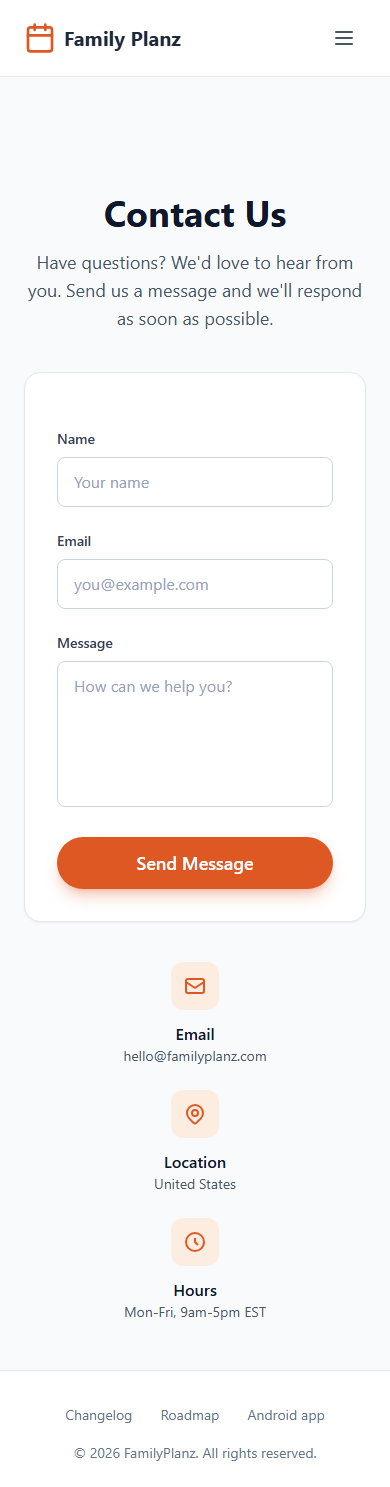 Family Planz
Contact Us
Have questions? We'd love to hear from
you. Send us a message and we'll respond
as soon as possible.
Name
Your name
Email
you@example.com
Message
How can we help you?
Send Message
Email
hello@familyplanz.com
Location
United States
Hours
Mon-Fri, 9am-5pm EST
Changelog Roadmap Android app
© 2026 FamilyPlanz. All rights reserved.